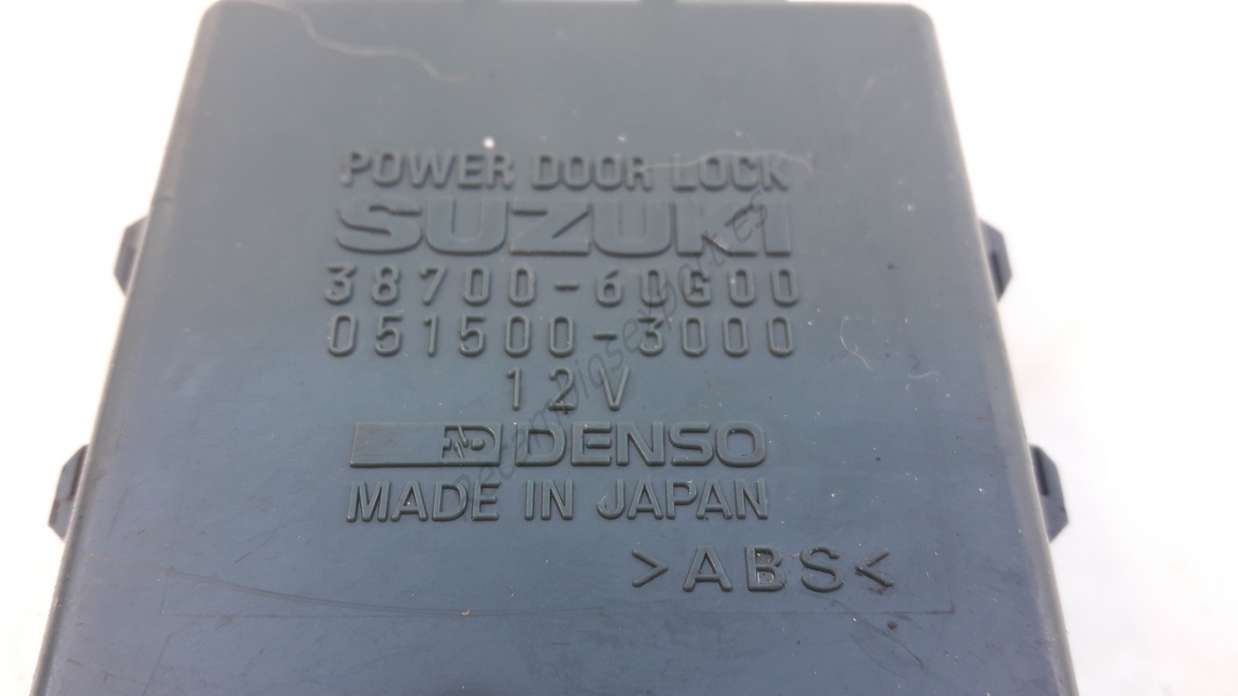 POWER DOOR LOCK
SUZUKI
38700-60G00
051500-3000
12V
DENSO
MADE IN JAPAN
>ABS<